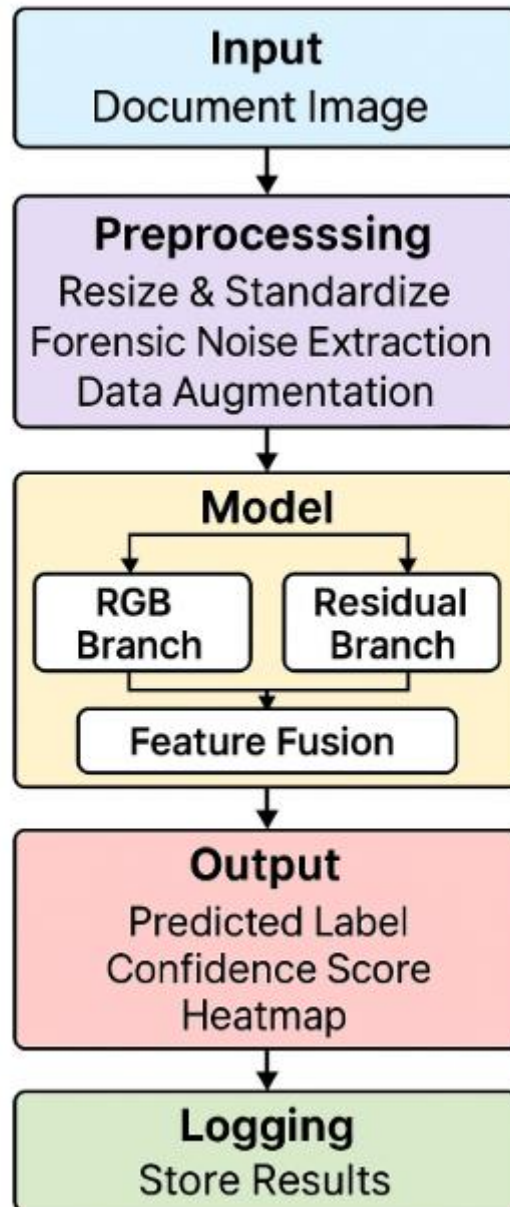 Input
Document Image
Preprocesssing
Resize & Standardize
Forensic Noise Extraction
Data Augmentation
Model
RGB
Branch
Residual
Branch
Feature Fusion
Output
Predicted Label
Confidence Score
Heatmap
Logging
Store Results